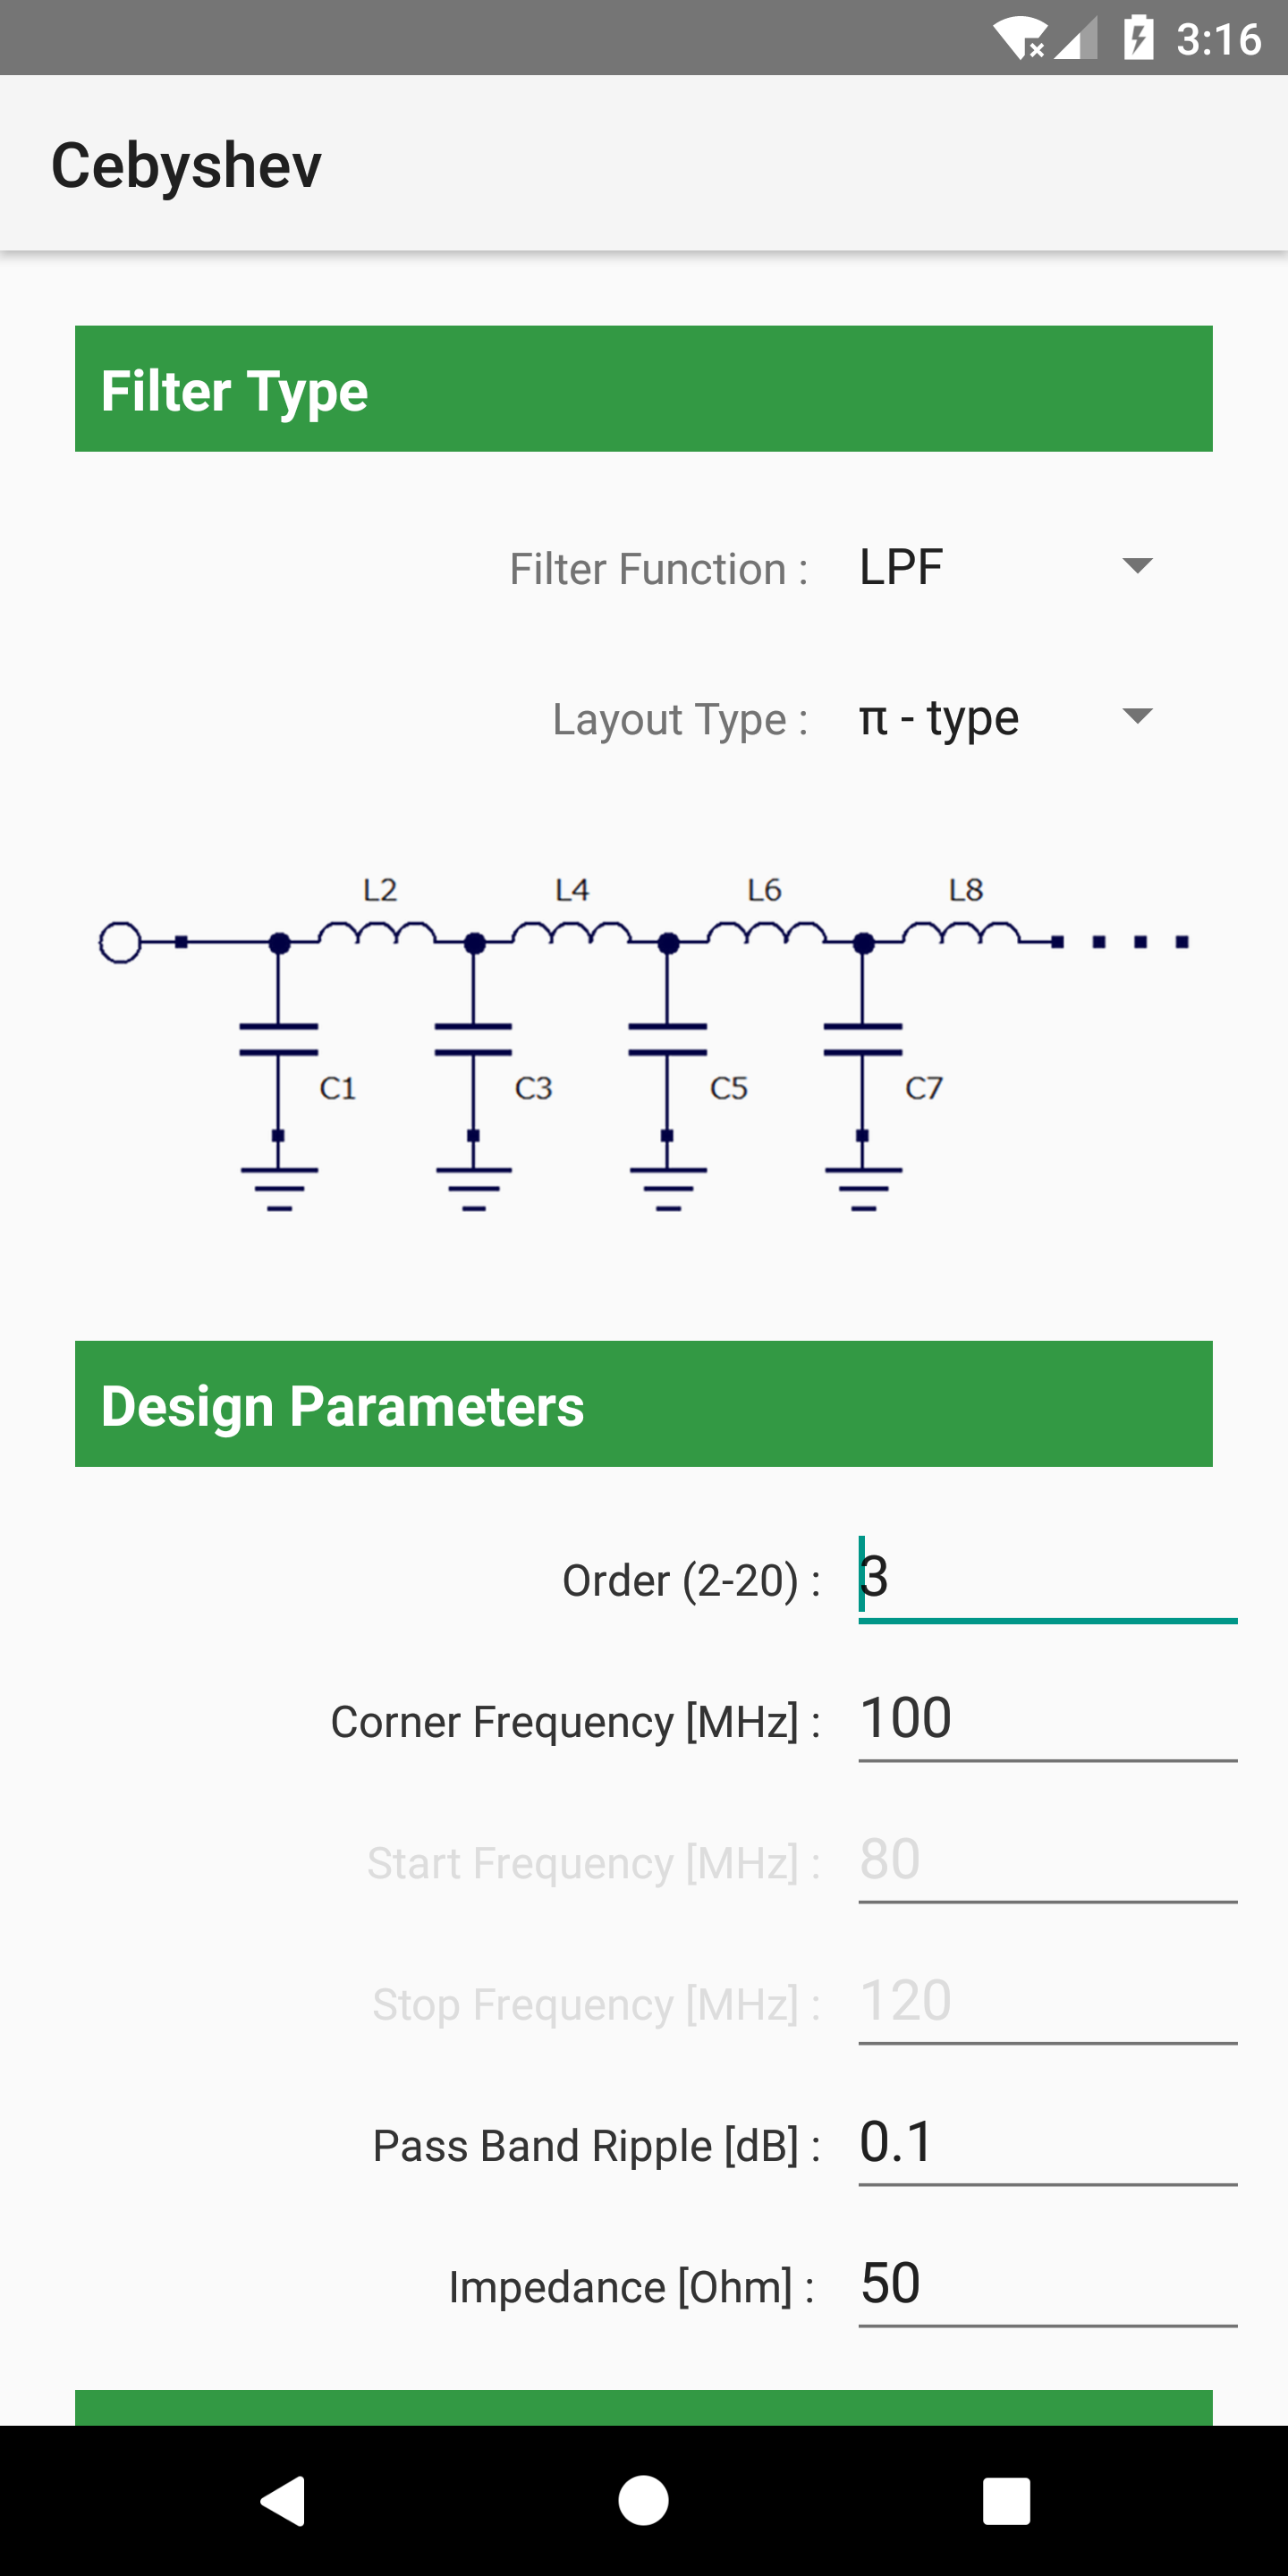 3:16
Cebyshev
Filter Type
Filter Function : LPF
Layout Type : π - type
L2 L4 L6 L8
C1 C3 C5 C7
Design Parameters
Order (2-20) : 3
Corner Frequency [MHz] : 100
Start Frequency [MHz] : 80
Stop Frequency [MHz] : 120
Pass Band Ripple [dB] : 0.1
Impedance [Ohm] : 50